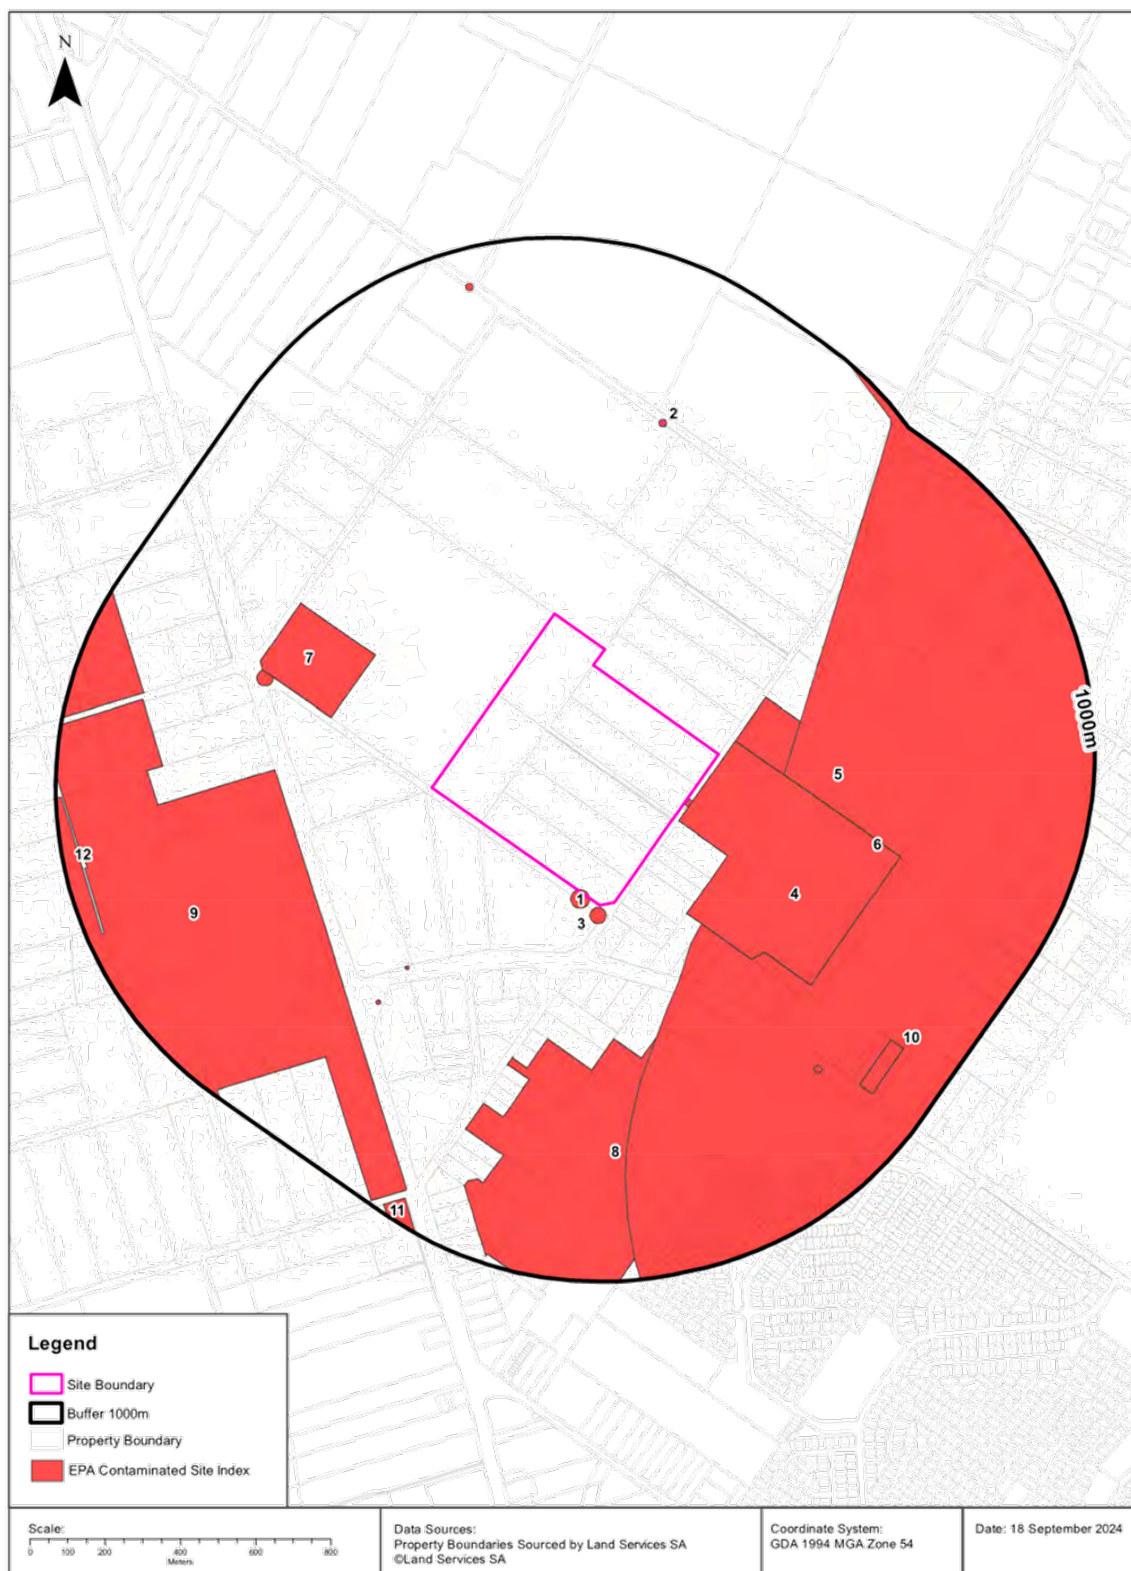 N
2
7
1000m
5
6
4
12
9
1
3
10
8
11
Legend
Site Boundary
Buffer 1000m
Property Boundary
EPA Contaminated Site Index
Scale:
0 100 200 400 600 800
Meters
Data Sources:
Property Boundaries Sourced by Land Services SA
©Land Services SA
Coordinate System:
GDA 1994 MGA Zone 54
Date: 18 September 2024